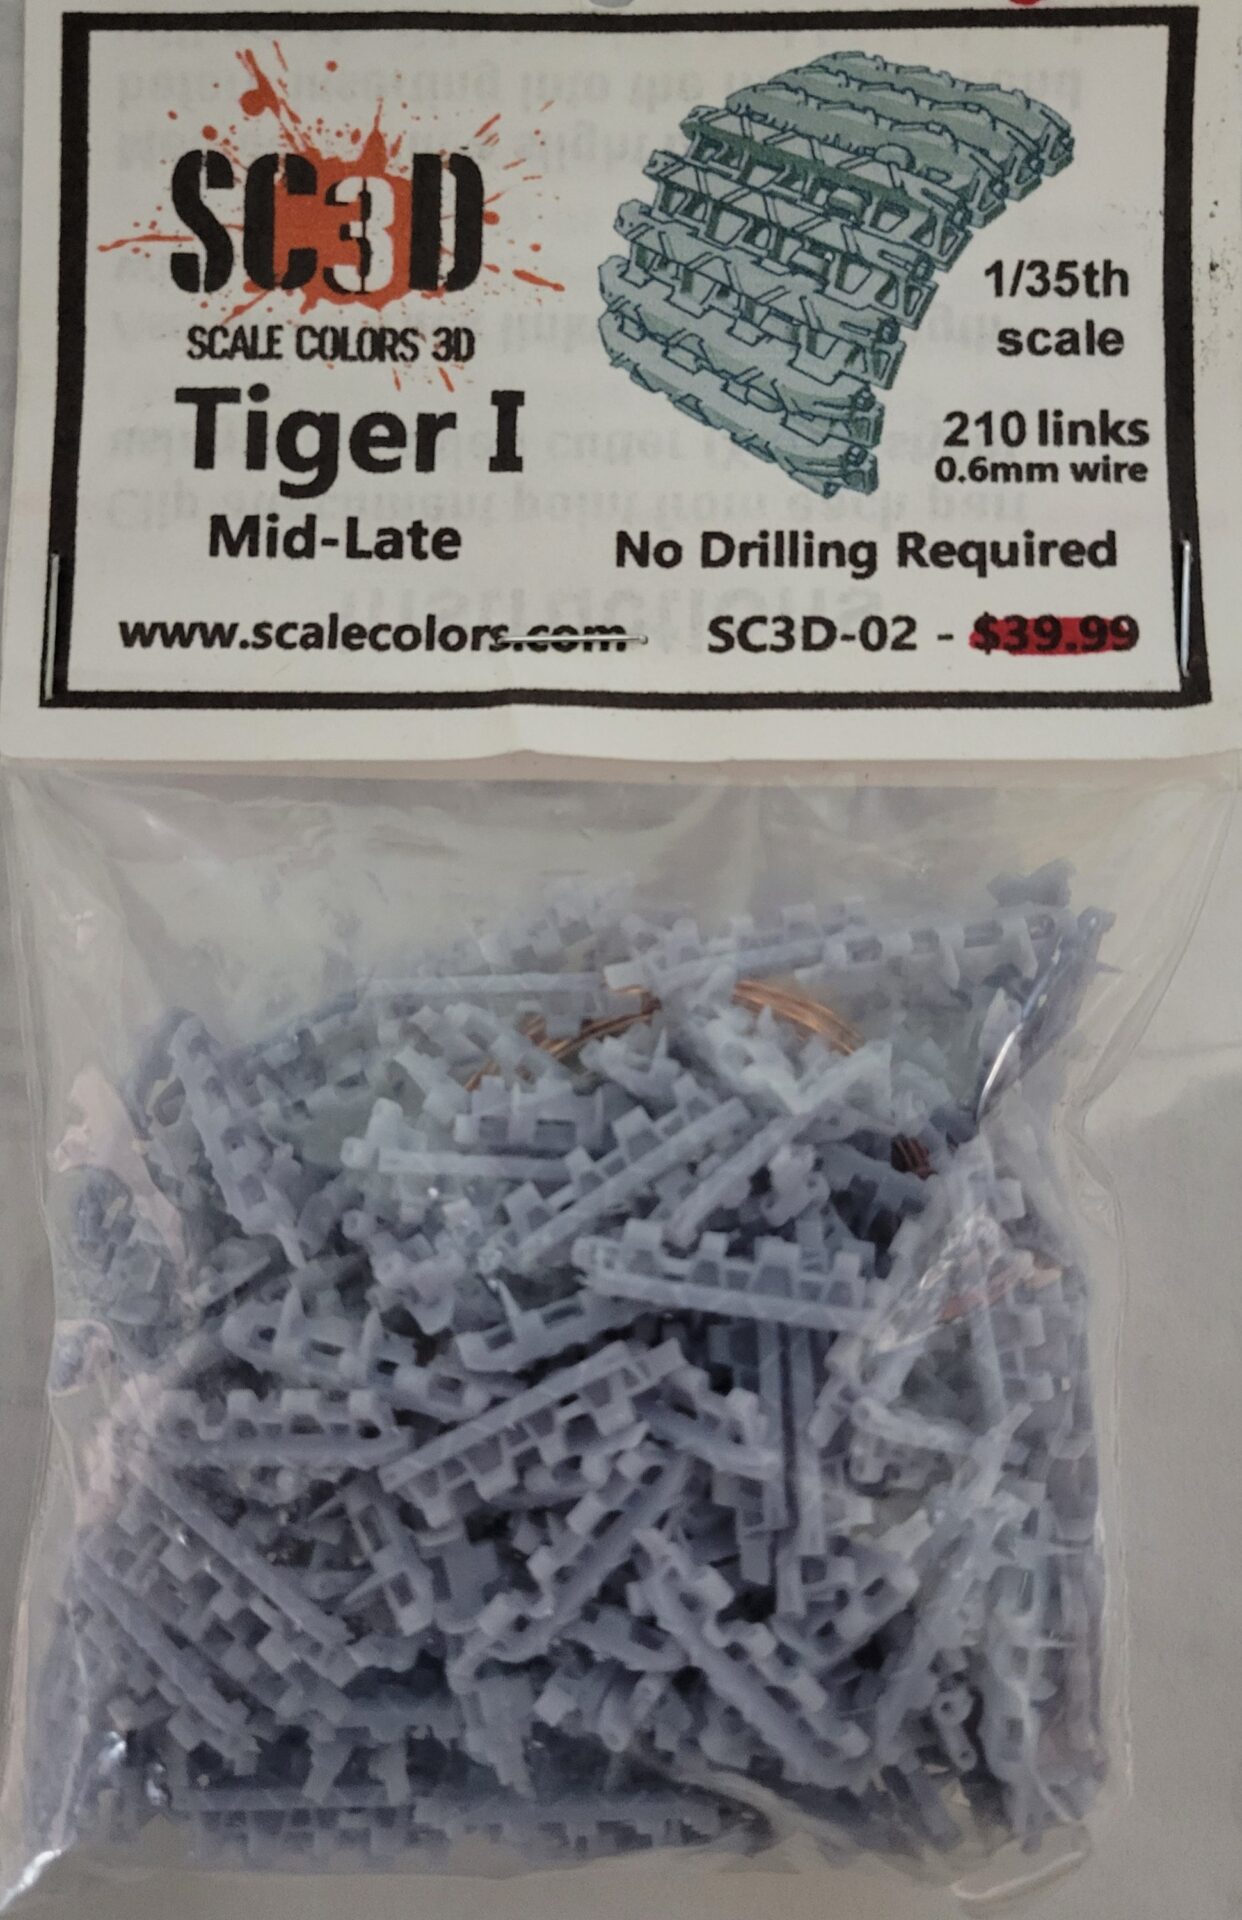 SC3D
SCALE COLORS 3D
Tiger I
Mid-Late
1/35th
scale
210 links
0.6mm wire
No Drilling Required
www.scalecolors.com
SC3D-02 - $39.99